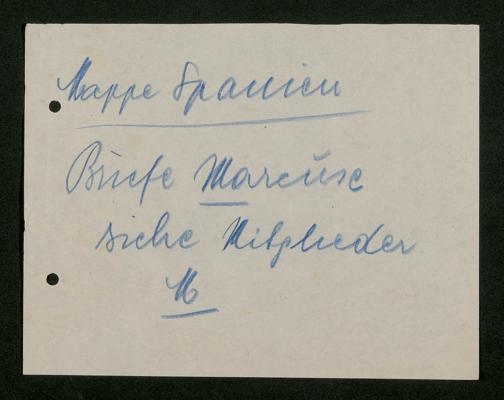 Mappe Spanien
Briefe Marcuse
siehe Mitglieder
M